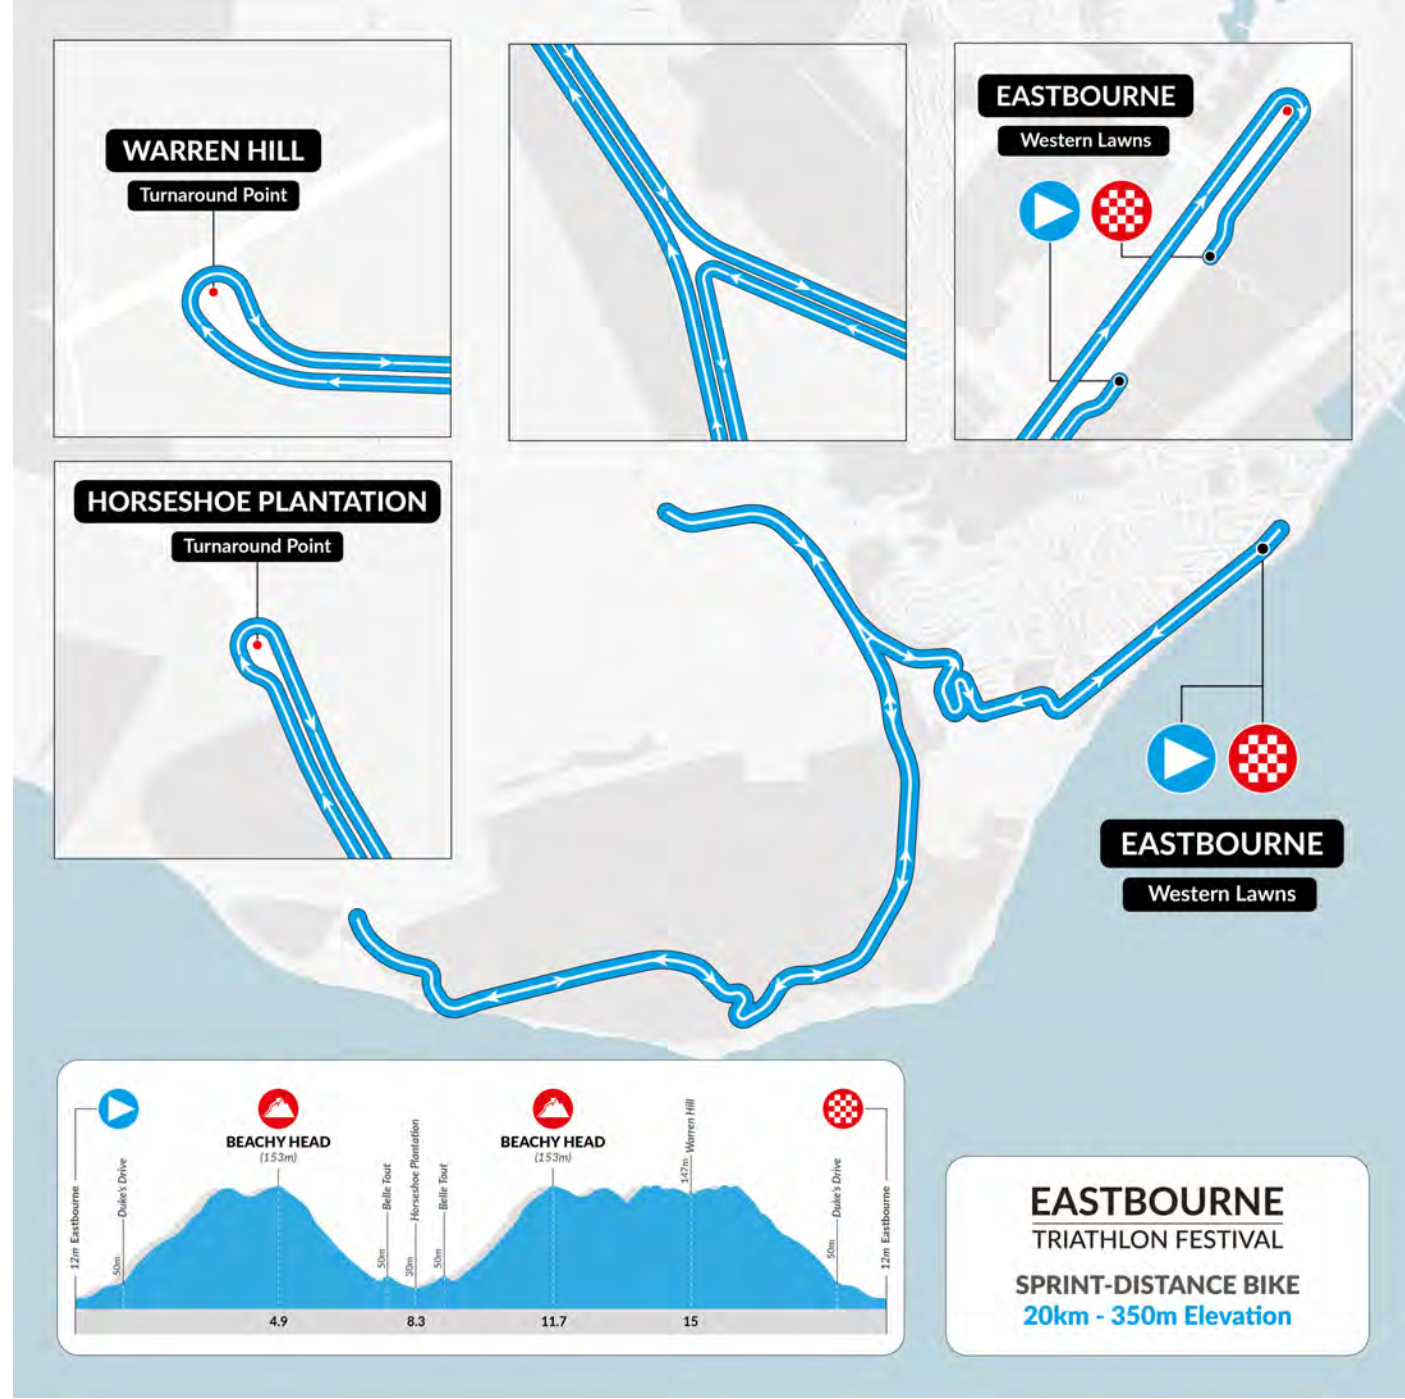 WARREN HILL
Turnaround Point
EASTBOURNE
Western Lawns
HORSESHOE PLANTATION
Turnaround Point
EASTBOURNE
Western Lawns
BEACHY HEAD
(153m)
BEACHY HEAD
(153m)
12m Eastbourne
50m
Duke's Drive
50m
Belle Tout
30m
Horseshoe Plantation
50m
Belle Tout
147m
Warren Hill
50m
Duke's Drive
12m Eastbourne
4.9
8.3
11.7
15
EASTBOURNE
TRIATHLON FESTIVAL
SPRINT-DISTANCE BIKE
20km - 350m Elevation